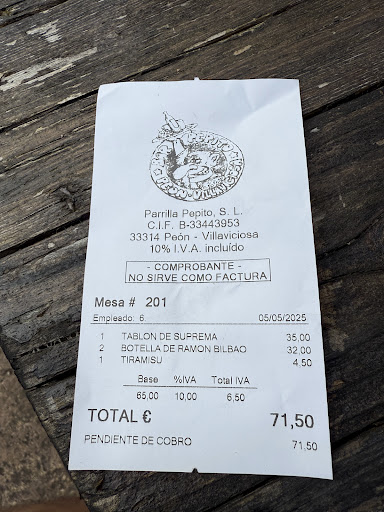 Parrilla Pepito, S. L.
C.I.F. B-33443953
33314 Peón - Villaviciosa
10% I.V.A. incluído
- COMPROBANTE -
NO SIRVE COMO FACTURA
Mesa # 201
Empleado: 6 05/05/2025
1 TABLON DE SUPREMA 35,00
2 BOTELLA DE RAMON BILBAO 32,00
1 TIRAMISU 4,50
Base %IVA Total IVA
65,00 10,00 6,50
TOTAL € 71,50
PENDIENTE DE COBRO 71,50